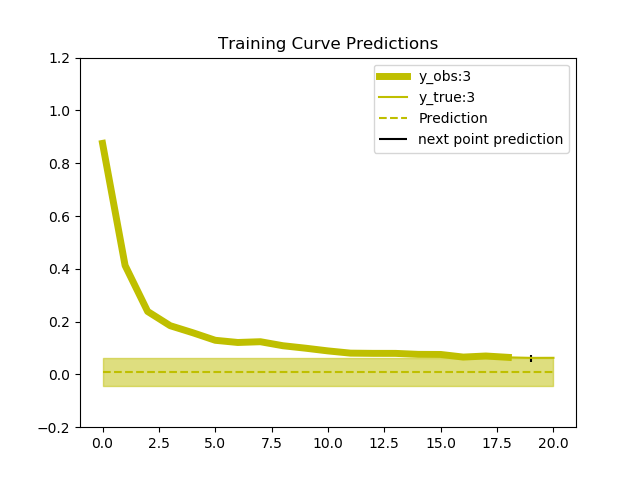 Training Curve Predictions
y_obs:3
y_true:3
Prediction
next point prediction
1.2
1.0
0.8
0.6
0.4
0.2
0.0
−0.2
0.0 2.5 5.0 7.5 10.0 12.5 15.0 17.5 20.0